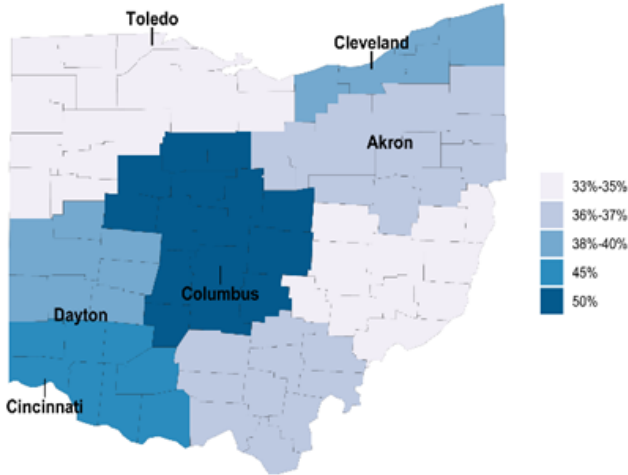 Toledo
Cleveland
Akron
33%-35%
36%-37%
38%-40%
45%
50%
Columbus
Dayton
Cincinnati